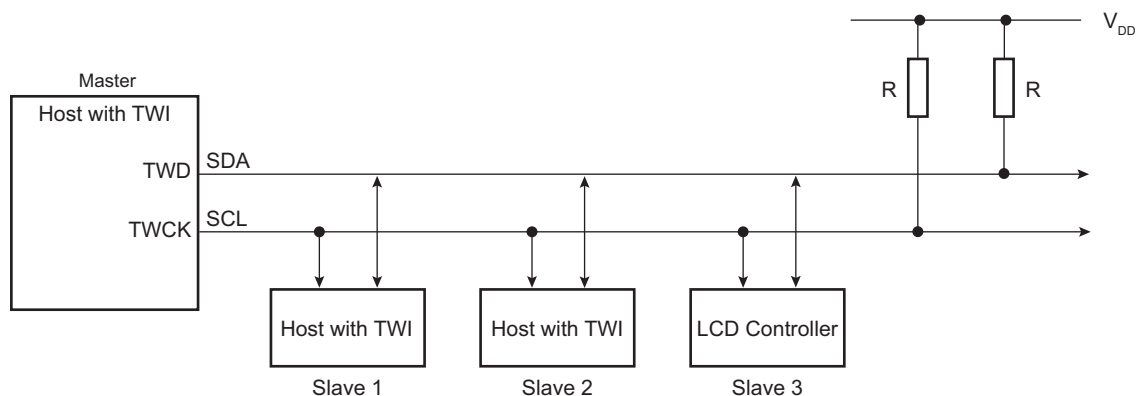 V_DD
Master
Host with TWI
R
R
TWD
SDA
TWCK
SCL
Host with TWI
Host with TWI
LCD Controller
Slave 1
Slave 2
Slave 3